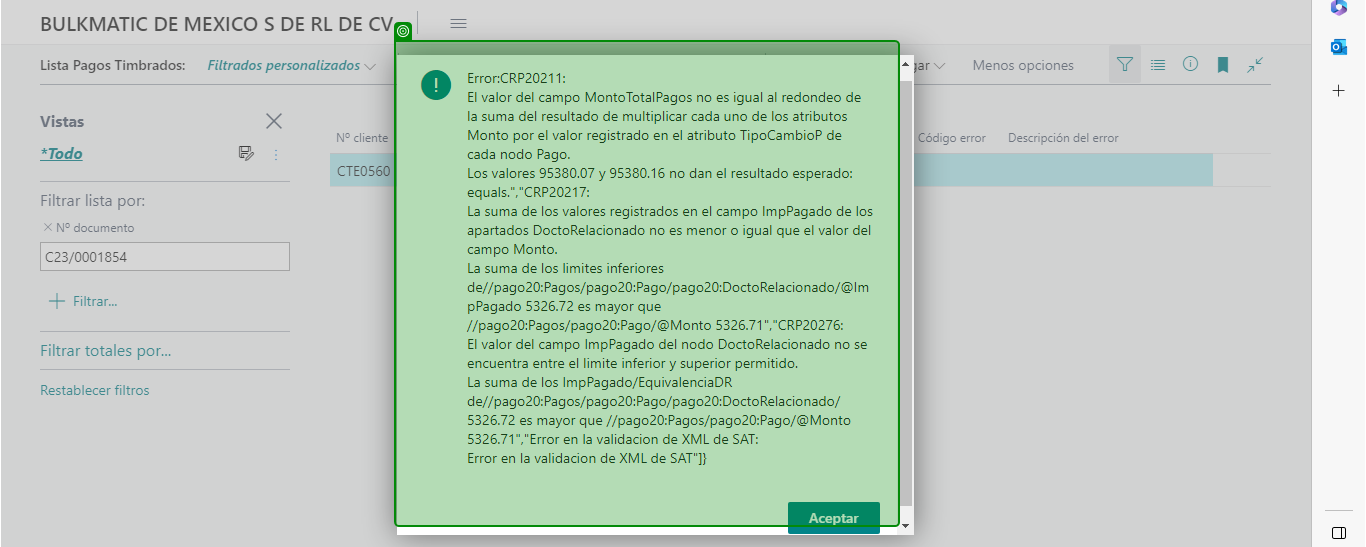 BULKMATIC DE MEXICO S DE RL DE CV
Lista Pagos Timbrados:
Filtrados personalizados
Menos opciones
Vistas
*Todo
Filtrar lista por:
Nº documento
C23/0001854
Filtrar...
Filtrar totales por...
Restablecer filtros
Nº cliente
Código error
Descripción del error
CTE0560
Error:CRP20211:
El valor del campo MontoTotalPagos no es igual al redondeo de
la suma del resultado de multiplicar cada uno de los atributos
Monto por el valor registrado en el atributo TipoCambioP de
cada nodo Pago.
Los valores 95380.07 y 95380.16 no dan el resultado esperado:
equals.","CRP20217:
La suma de los valores registrados en el campo ImpPagado de los
apartados DoctoRelacionado no es menor o igual que el valor del
campo Monto.
La suma de los limites inferiores
de//pago20:Pagos/pago20:Pago/pago20:DoctoRelacionado/@Im
pPagado 5326.72 es mayor que
//pago20:Pagos/pago20:Pago/@Monto 5326.71","CRP20276:
El valor del campo ImpPagado del nodo DoctoRelacionado no se
encuentra entre el limite inferior y superior permitido.
La suma de los ImpPagado/EquivalenciaDR
de//pago20:Pagos/pago20:Pago/pago20:DoctoRelacionado/
5326.72 es mayor que //pago20:Pagos/pago20:Pago/@Monto
5326.71","Error en la validacion de XML de SAT:
Error en la validacion de XML de SAT"]}
Aceptar